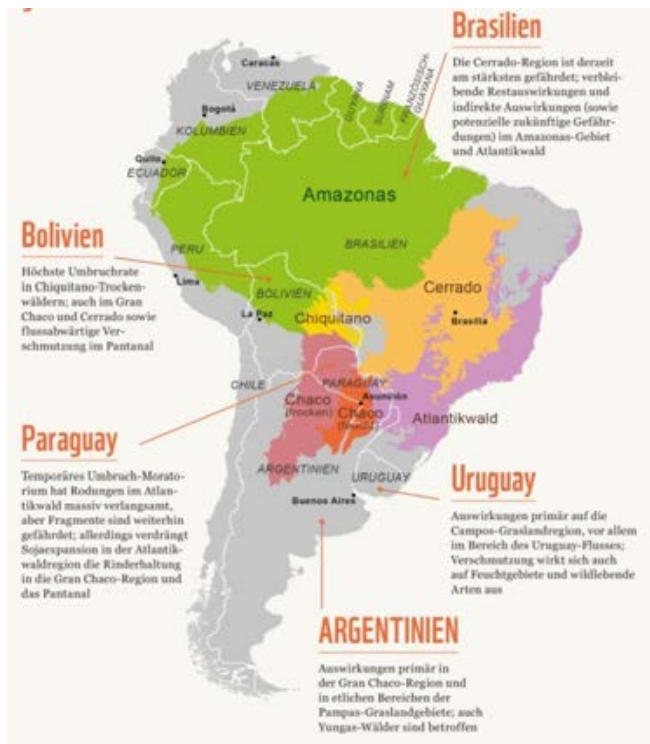 Brasilien
Die Cerrado-Region ist derzeit
am stärksten gefährdet; verblei-
bende Restauswirkungen und
indirekte Auswirkungen (sowie
potenzielle zukünftige Gefähr-
dungen) im Amazonas-Gebiet
und Atlantikwald
Caracas
VENEZUELA
GUYANA
SURINAM
FRANZÖSISCH-
GUAYANA
Bogotá
KOLUMBIEN
Quito
ECUADOR
Amazonas
BRASILIEN
PERU
Lima
Bolivien
Höchste Umbruchrate
in Chiquitano-Trocken-
wäldern; auch im Gran
Chaco und Cerrado sowie
flussabwärtige Ver-
schmutzung im Pantanal
BOLIVIEN
La Paz
Chiquitano
Cerrado
Brasilia
CHILE
PARAGUAY
Asunción
Chaco
(trocken)
Chaco
Atlantikwald
ARGENTINIEN
URUGUAY
Buenos Aires
Paraguay
Temporäres Umbruch-Morato-
rium hat Rodungen im Atlan-
tikwald massiv verlangsamt,
aber Fragmente sind weiterhin
gefährdet; allerdings verdrängt
Sojaexpansion in der Atlantik-
waldregion die Rinderhaltung
in die Gran Chaco-Region und
das Pantanal
Uruguay
Auswirkungen primär auf die
Campos-Graslandregion, vor allem
im Bereich des Uruguay-Flusses;
Verschmutzung wirkt sich auch
auf Feuchtgebiete und wildlebende
Arten aus
ARGENTINIEN
Auswirkungen primär in
der Gran Chaco-Region und
in etlichen Bereichen der
Pampas-Graslandgebiete; auch
Yungas-Wälder sind betroffen